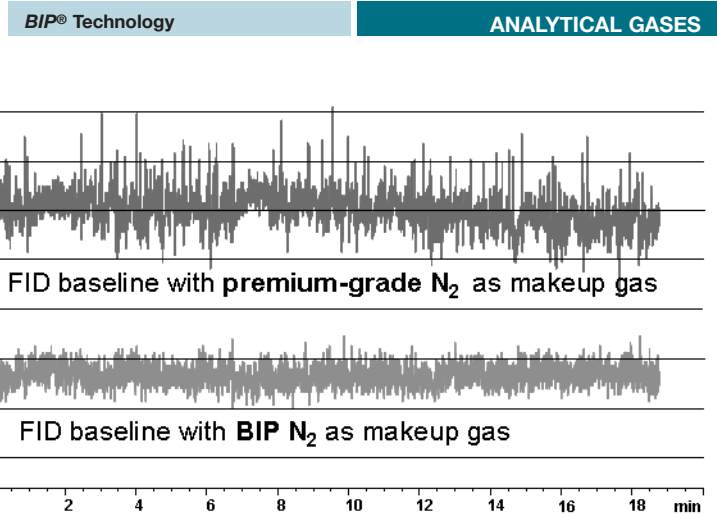 BIP® Technology
ANALYTICAL GASES
FID baseline with premium-grade N₂ as makeup gas
FID baseline with BIP N₂ as makeup gas
2 4 6 8 10 12 14 16 18 min